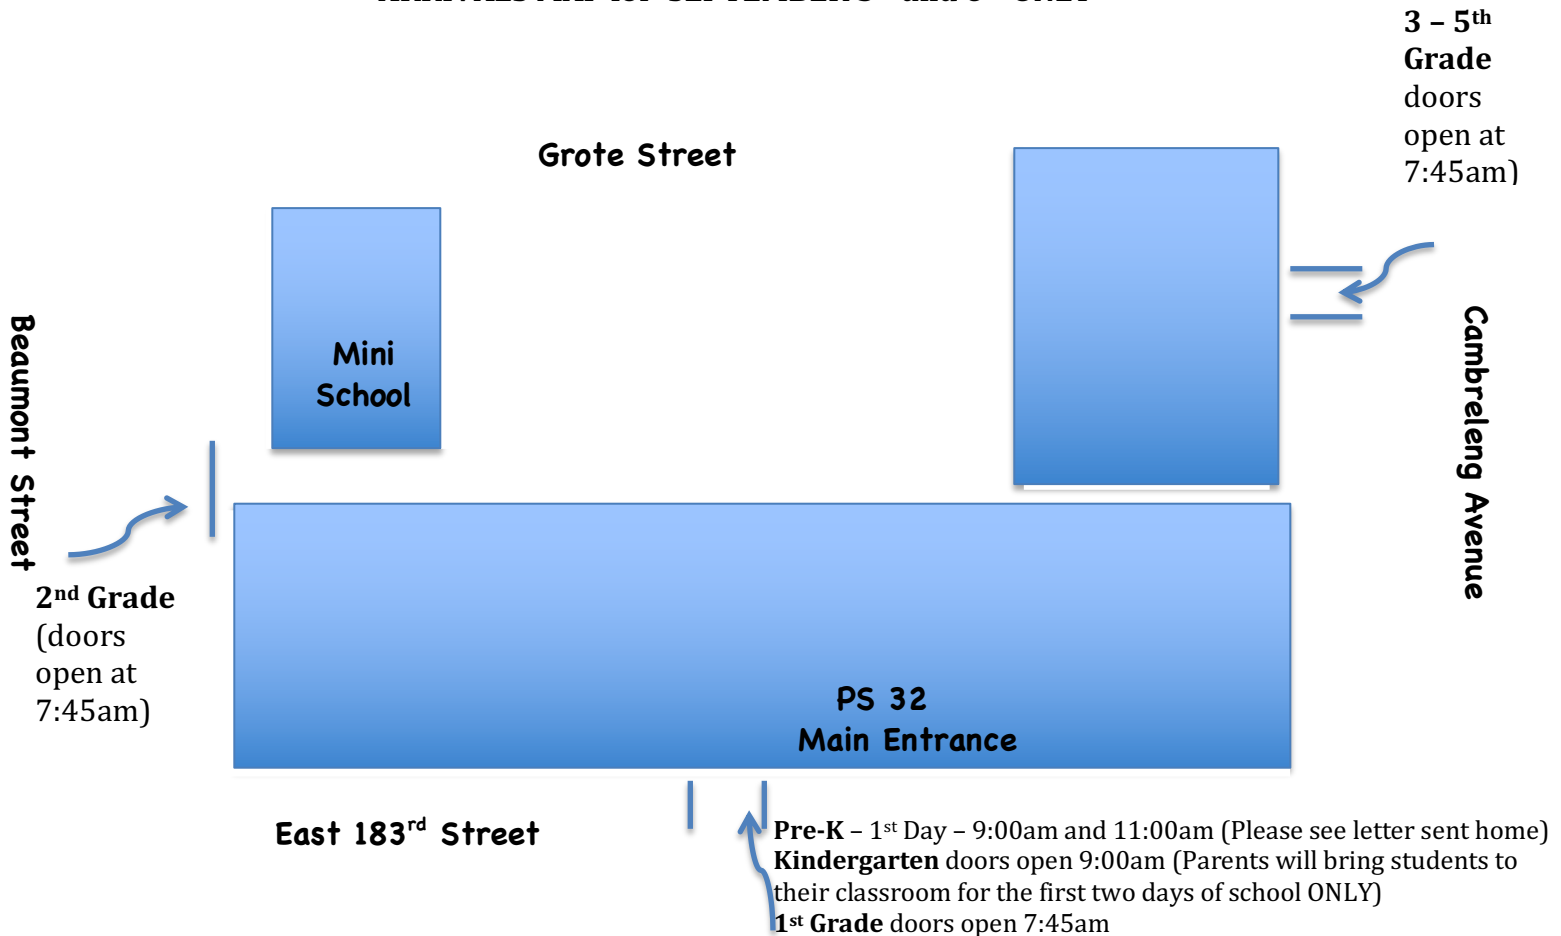 3 – 5th
Grade
doors
open at
7:45am)
Grote Street
Mini
School
Beaumont Street
Cambreleng Avenue
2nd Grade
(doors
open at
7:45am)
PS 32
Main Entrance
East 183rd Street
Pre-K – 1st Day – 9:00am and 11:00am (Please see letter sent home)
Kindergarten doors open 9:00am (Parents will bring students to
their classroom for the first two days of school ONLY)
1st Grade doors open 7:45am